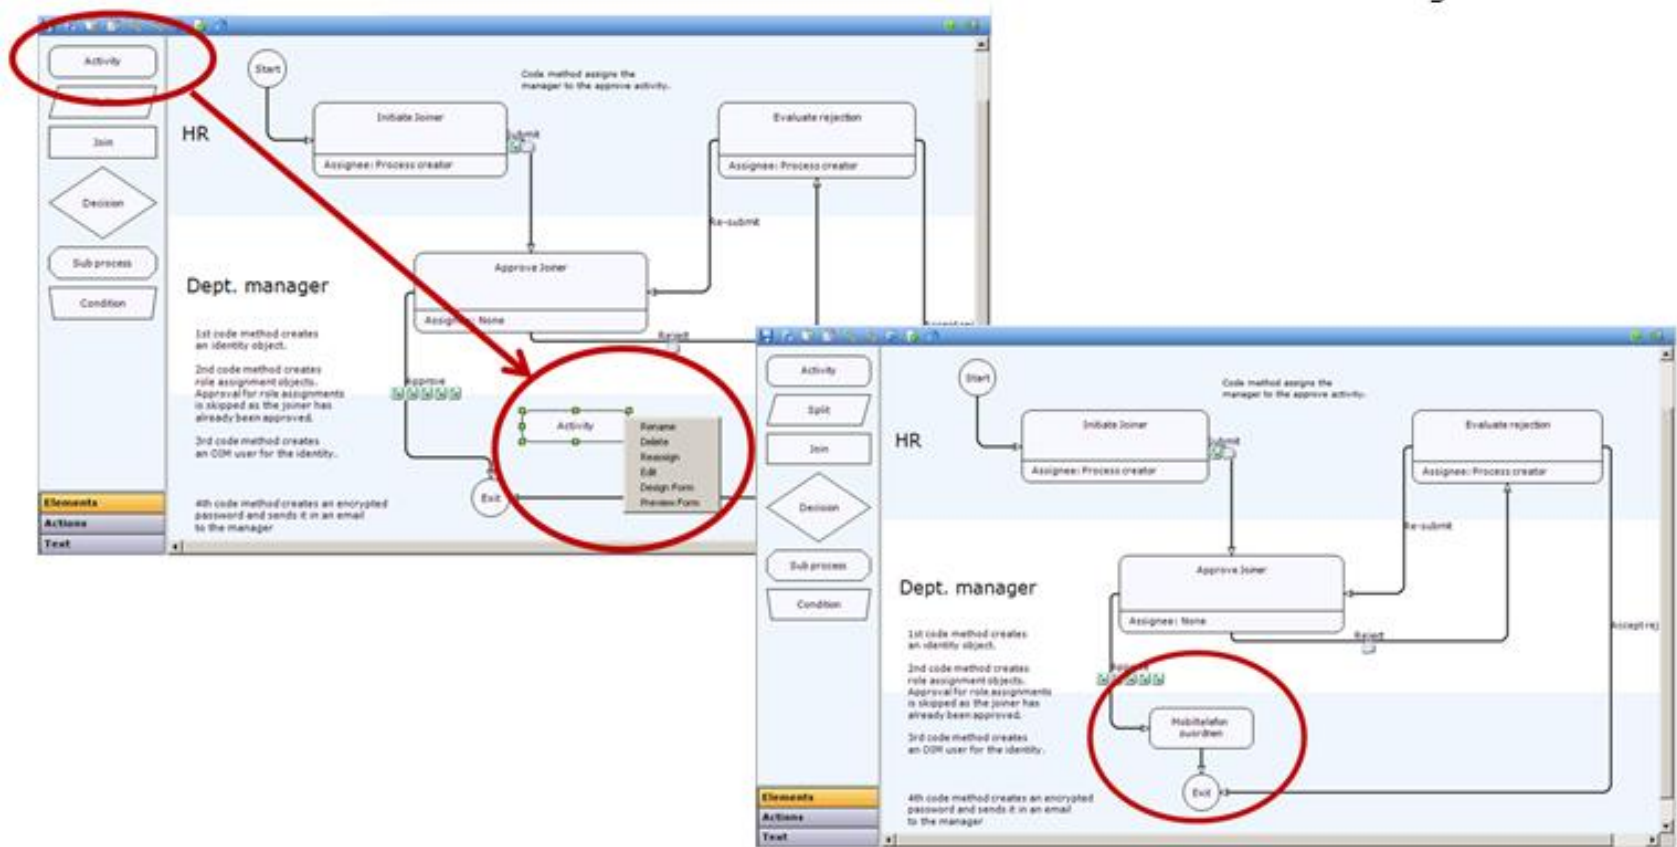 Activity
Join
Decision
Sub process
Condition
Elements
Actions
Text
Start
Code method assigns the
manager to the approve activity.
HR
Initiate Joiner
Assignee: Process creator
Submit
Evaluate rejection
Assignee: Process creator
Re-submit
Approve Joiner
Assignee: None
Reject
Dept. manager
1st code method creates
an identity object.
2nd code method creates
role assignment objects.
Approval for role assignments
is skipped as the joiner has
already been approved.
3rd code method creates
an OIM user for the identity.
4th code method creates an encrypted
password and sends it in an email
to the manager
Approve
Activity
Rename
Delete
Reassign
Edit
Design Form
Preview Form
Exit
Activity
Split
Join
Decision
Sub process
Condition
Elements
Actions
Text
Start
Code method assigns the
manager to the approve activity.
HR
Initiate Joiner
Assignee: Process creator
Submit
Evaluate rejection
Assignee: Process creator
Re-submit
Approve Joiner
Assignee: None
Reject
Accept rej
Dept. manager
1st code method creates
an identity object.
2nd code method creates
role assignment objects.
Approval for role assignments
is skipped as the joiner has
already been approved.
3rd code method creates
an OIM user for the identity.
4th code method creates an encrypted
password and sends it in an email
to the manager
Mobiltelefon
zuordnen
Exit